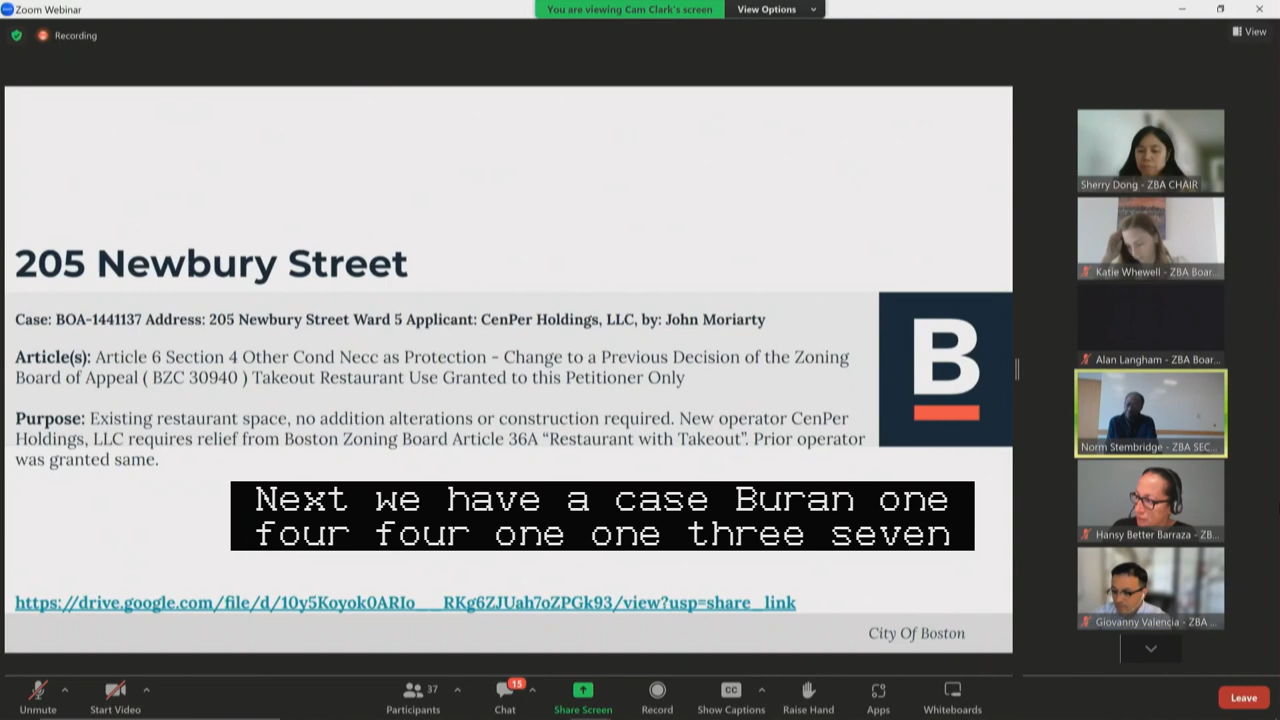 Zoom Webinar
You are viewing Cam Clark's screen
View Options
Recording
View
205 Newbury Street
Case: BOA-1441137 Address: 205 Newbury Street Ward 5 Applicant: CenPer Holdings, LLC, by: John Moriarty
Article(s): Article 6 Section 4 Other Cond Necc as Protection - Change to a Previous Decision of the Zoning
Board of Appeal ( BZC 30940 ) Takeout Restaurant Use Granted to this Petitioner Only
Purpose: Existing restaurant space, no addition alterations or construction required. New operator CenPer
Holdings, LLC requires relief from Boston Zoning Board Article 36A “Restaurant with Takeout”. Prior operator
was granted same.
B
Next we have a case Buran one
four four one one three seven
https://drive.google.com/file/d/10y5Koyok0ARIo___RKg6ZJUah7oZPGk93/view?usp=share_link
City Of Boston
Sherry Dong - ZBA CHAIR
Katie Whewell - ZBA Boar...
Alan Langham - ZBA Boar...
Norm Stembridge - ZBA SEC...
Hansy Better Barraza - ZB...
Giovanny Valencia - ZBA ...
Unmute
Start Video
37
Participants
15
Chat
Share Screen
Record
CC
Show Captions
Raise Hand
Apps
Whiteboards
Leave